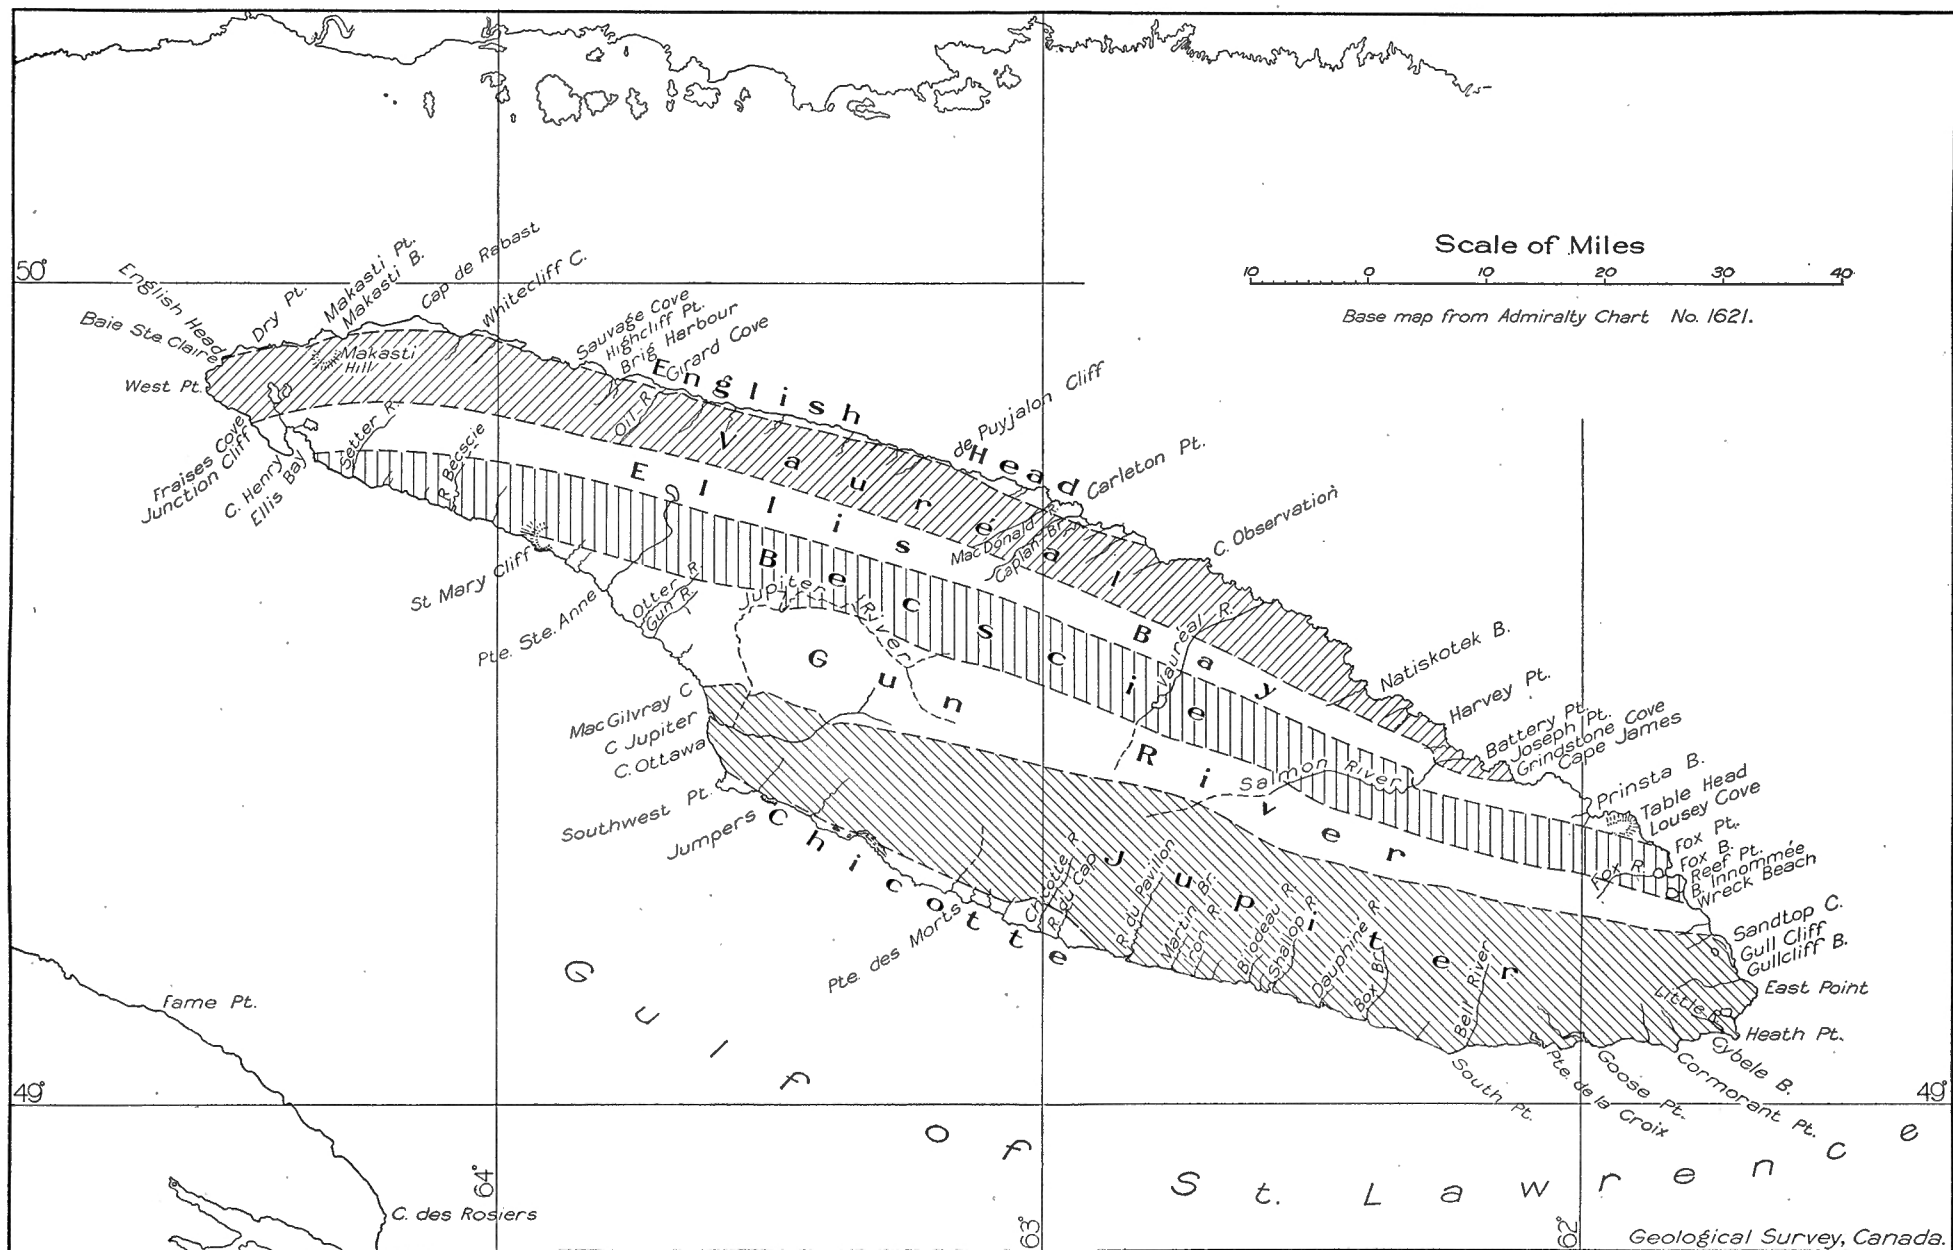 Scale of Miles
10 0 10 20 30 40
Base map from Admiralty Chart No. 1621.
50°
English Head
Baie Ste. Claire
West Pt.
Dry Pt.
Makasti Pt.
Makasti B.
Cap de Rabast
Whitecliff C.
Makasti
Hill
Sauvage Cove
Highcliff Pt.
Brig Harbour
Girard Cove
English Head
de Puyjalon Cliff
Carleton Pt.
C. Observation
Fraises Cove
Junction Cliff
C. Henry
Ellis Bay
Setter R.
R. Becscie
Oil R.
Vauréal
Ellis Bay
Becscie
MacDonald R.
Caplan Br.
Vauréal R.
St Mary Cliff
Pte. Ste. Anne
Otter R.
Gun R.
Jupiter River
Gun River
Natiskotek B.
Harvey Pt.
Battery Pt.
Joseph Pt.
Grindstone Cove
Cape James
MacGilvray C
C Jupiter
C. Ottawa
Southwest Pt.
Jumpers
Salmon River
Prinsta B.
Table Head
Lousey Cove
Fox Pt.
Fox B.
Reef Pt.
B. Innommée
Wreck Beach
Fox R.
Chicotte
Jupiter
Chicotte R
R. du Cap
R. du Pavillon
Martin Br.
Iron R.
Bilodeau R.
Shallop R.
Dauphiné R
Box Br.
Bell River
Pte. des Morts
Sandtop C.
Gull Cliff
Gullcliff B.
East Point
Little
Heath Pt.
Cybele B.
Cormorant Pt.
Goose Pt.
Pte. de la Croix
South Pt.
Fame Pt.
49°
49°
Gulf of St. Lawrence
C. des Rosiers
64°
63°
62°
Geological Survey, Canada.